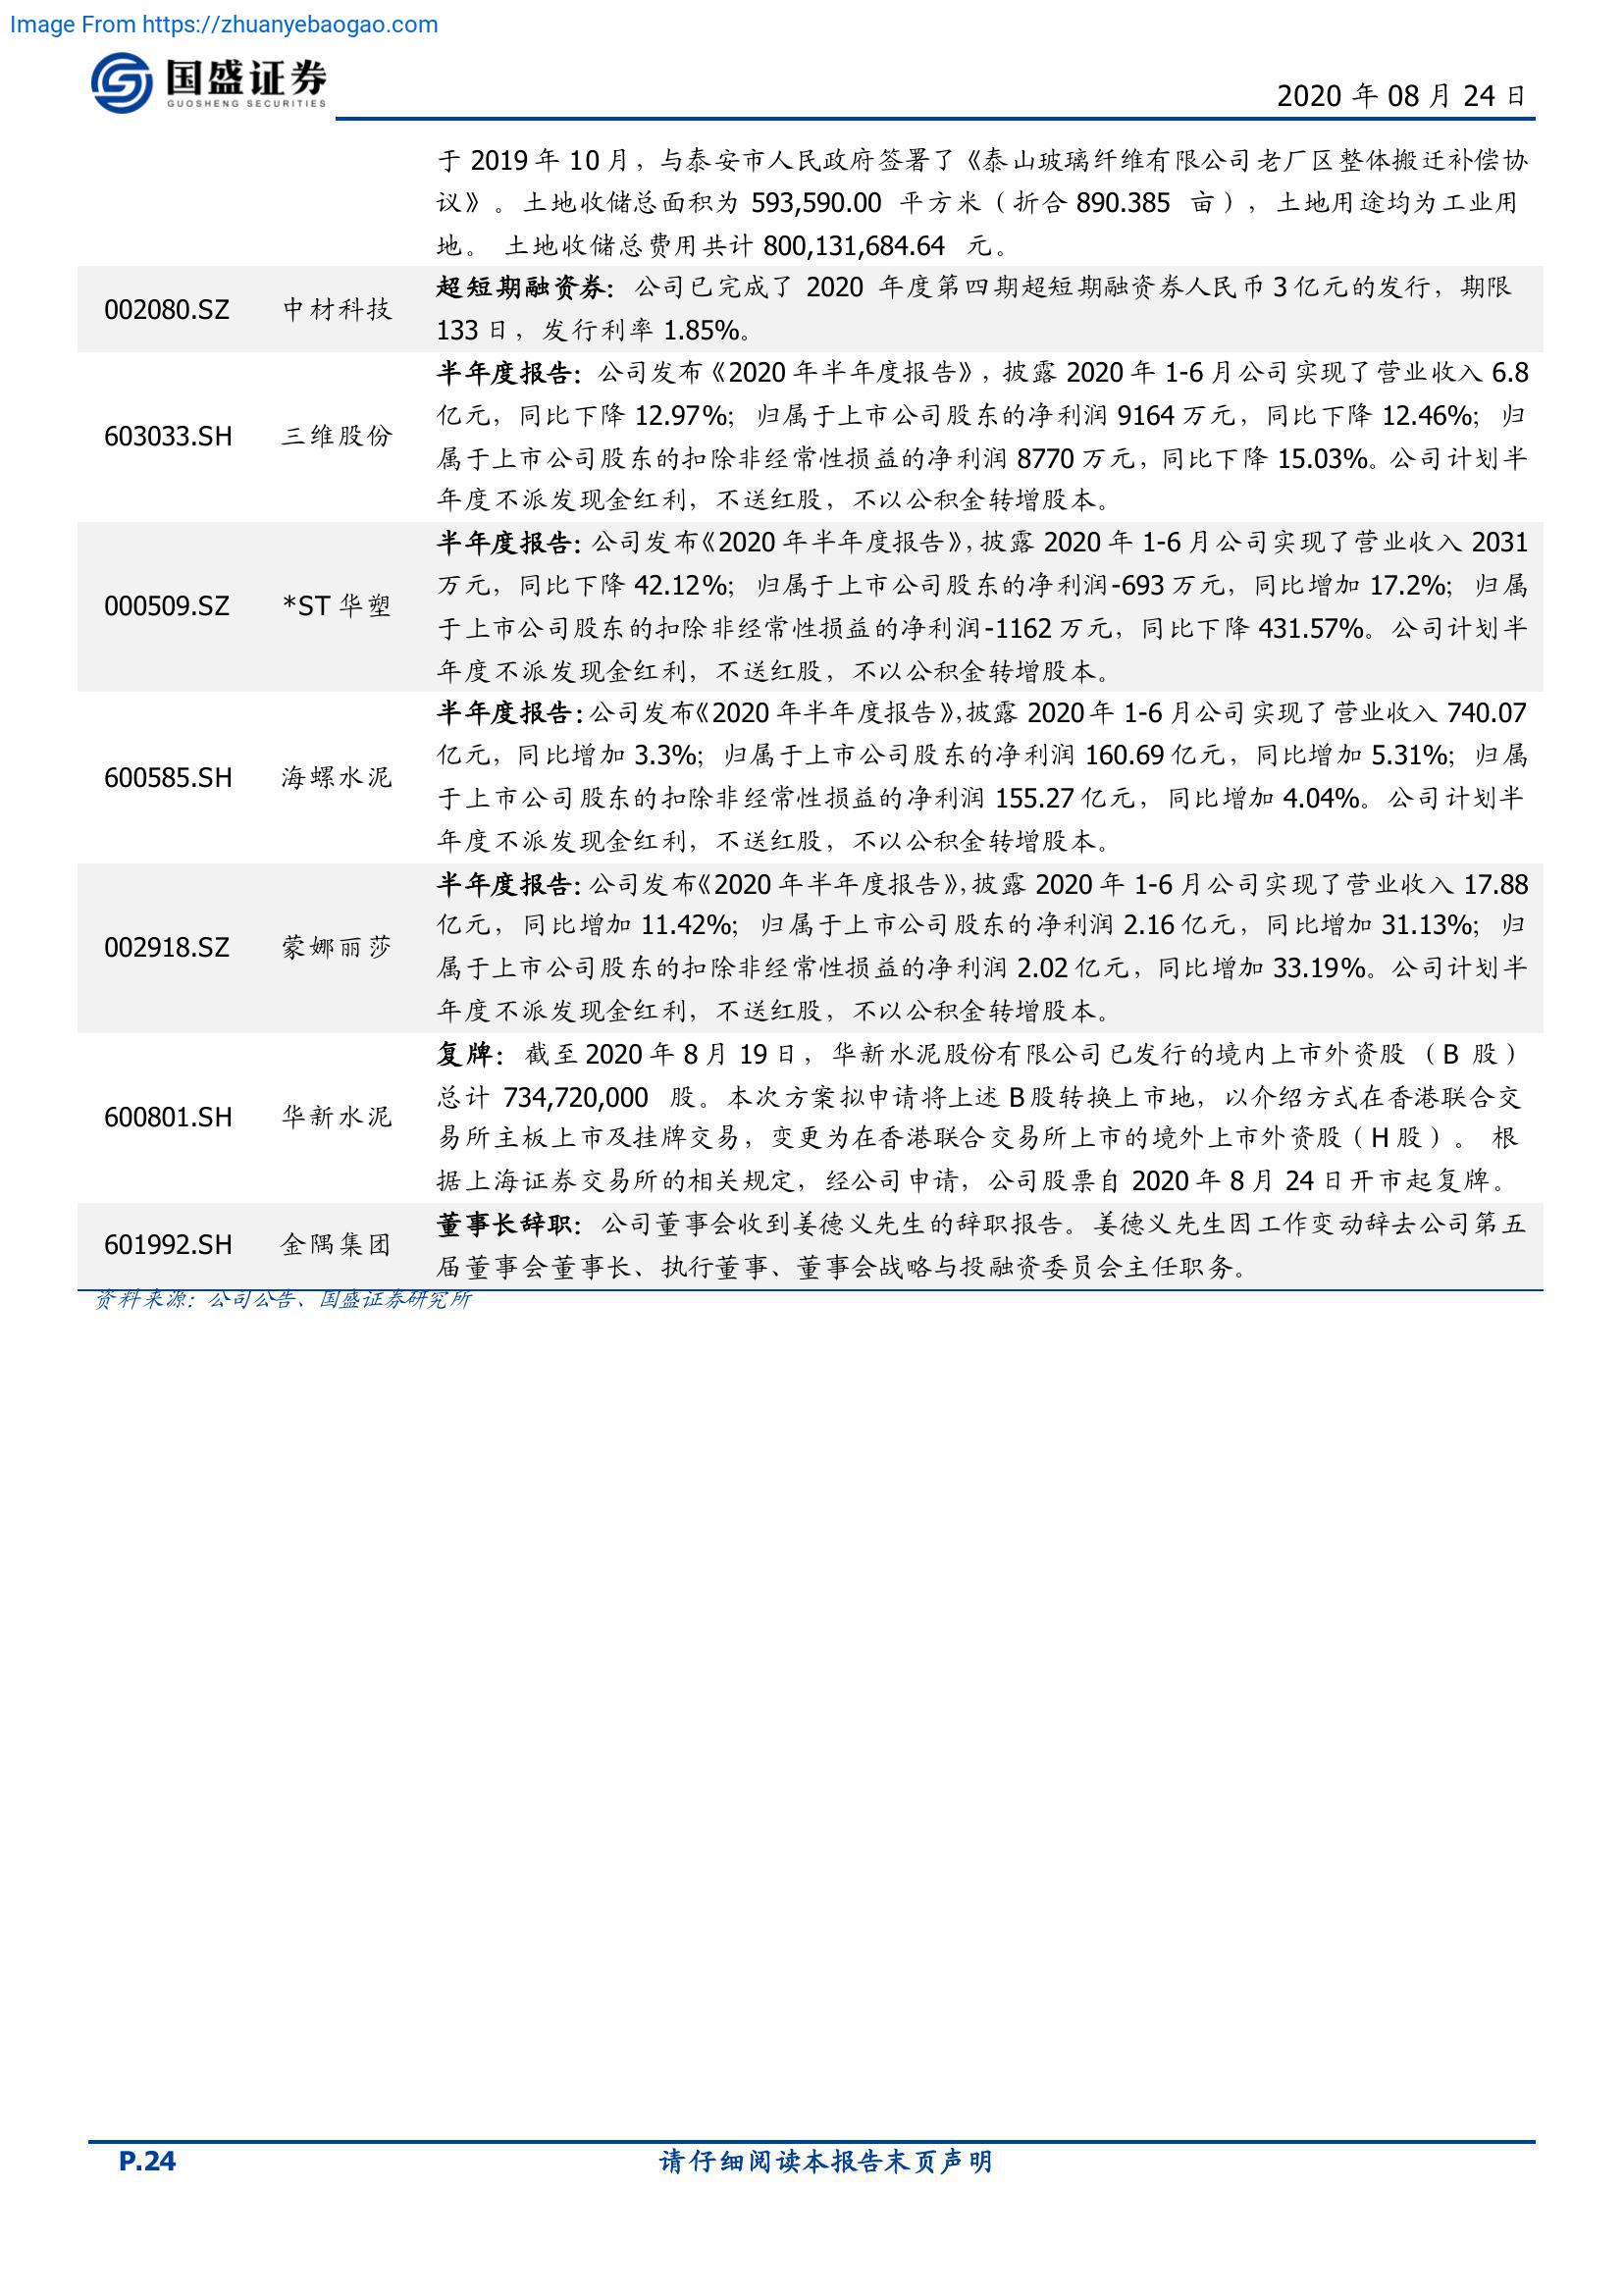 Image From https://zhuanyebaogao.com
国盛证券
GUOSHENG SECURITIES
2020 年 08 月 24 日
于 2019 年 10 月，与泰安市人民政府签署了《泰山玻璃纤维有限公司老厂区整体搬迁补偿协
议》。土地收储总面积为 593,590.00 平方米（折合 890.385 亩），土地用途均为工业用
地。 土地收储总费用共计 800,131,684.64 元。
002080.SZ 中材科技
超短期融资券：公司已完成了 2020 年度第四期超短期融资券人民币 3 亿元的发行，期限
133 日，发行利率 1.85%。
603033.SH 三维股份
半年度报告：公司发布《2020 年半年度报告》，披露 2020 年 1-6 月公司实现了营业收入 6.8
亿元，同比下降 12.97%；归属于上市公司股东的净利润 9164 万元，同比下降 12.46%；归
属于上市公司股东的扣除非经常性损益的净利润 8770 万元，同比下降 15.03%。公司计划半
年度不派发现金红利，不送红股，不以公积金转增股本。
000509.SZ *ST 华塑
半年度报告：公司发布《2020 年半年度报告》，披露 2020 年 1-6 月公司实现了营业收入 2031
万元，同比下降 42.12%；归属于上市公司股东的净利润-693 万元，同比增加 17.2%；归属
于上市公司股东的扣除非经常性损益的净利润-1162 万元，同比下降 431.57%。公司计划半
年度不派发现金红利，不送红股，不以公积金转增股本。
600585.SH 海螺水泥
半年度报告：公司发布《2020 年半年度报告》，披露 2020 年 1-6 月公司实现了营业收入 740.07
亿元，同比增加 3.3%；归属于上市公司股东的净利润 160.69 亿元，同比增加 5.31%；归属
于上市公司股东的扣除非经常性损益的净利润 155.27 亿元，同比增加 4.04%。公司计划半
年度不派发现金红利，不送红股，不以公积金转增股本。
002918.SZ 蒙娜丽莎
半年度报告：公司发布《2020 年半年度报告》，披露 2020 年 1-6 月公司实现了营业收入 17.88
亿元，同比增加 11.42%；归属于上市公司股东的净利润 2.16 亿元，同比增加 31.13%；归
属于上市公司股东的扣除非经常性损益的净利润 2.02 亿元，同比增加 33.19%。公司计划半
年度不派发现金红利，不送红股，不以公积金转增股本。
600801.SH 华新水泥
复牌：截至 2020 年 8 月 19 日，华新水泥股份有限公司已发行的境内上市外资股 （B 股）
总计 734,720,000 股。本次方案拟申请将上述 B 股转换上市地，以介绍方式在香港联合交
易所主板上市及挂牌交易，变更为在香港联合交易所上市的境外上市外资股（H 股）。 根
据上海证券交易所的相关规定，经公司申请，公司股票自 2020 年 8 月 24 日开市起复牌。
601992.SH 金隅集团
董事长辞职：公司董事会收到姜德义先生的辞职报告。姜德义先生因工作变动辞去公司第五
届董事会董事长、执行董事、董事会战略与投融资委员会主任职务。
资料来源：公司公告、国盛证券研究所
P.24 请仔细阅读本报告末页声明